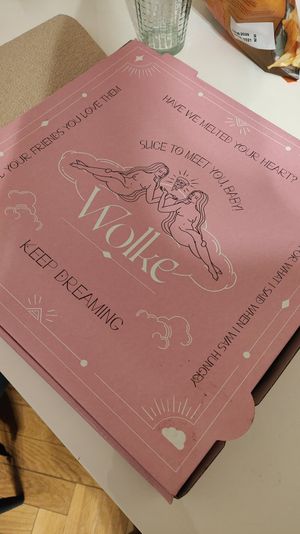 YOUR FRIENDS YOU LOVE THEM
HAVE WE MELTED YOUR HEART?
SLICE TO MEET YOU, BABY!
Wolke
KEEP DREAMING
WHAT I SAID WHEN I WAS HUNGRY